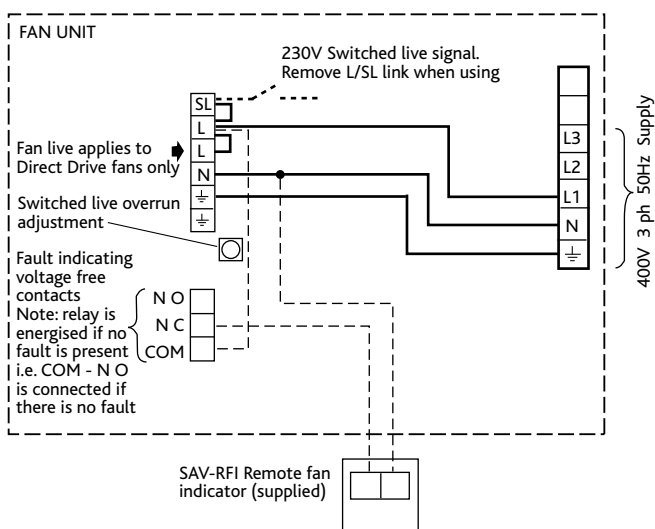 FAN UNIT
230V Switched live signal.
Remove L/SL link when using
SL
L
L
N
Fan live applies to
Direct Drive fans only
Switched live overrun
adjustment
Fault indicating
voltage free
contacts
Note: relay is
energised if no
fault is present
i.e. COM - N O
is connected if
there is no fault
N O
N C
COM
L3
L2
L1
N
400V 3 ph 50Hz Supply
SAV-RFI Remote fan
indicator (supplied)